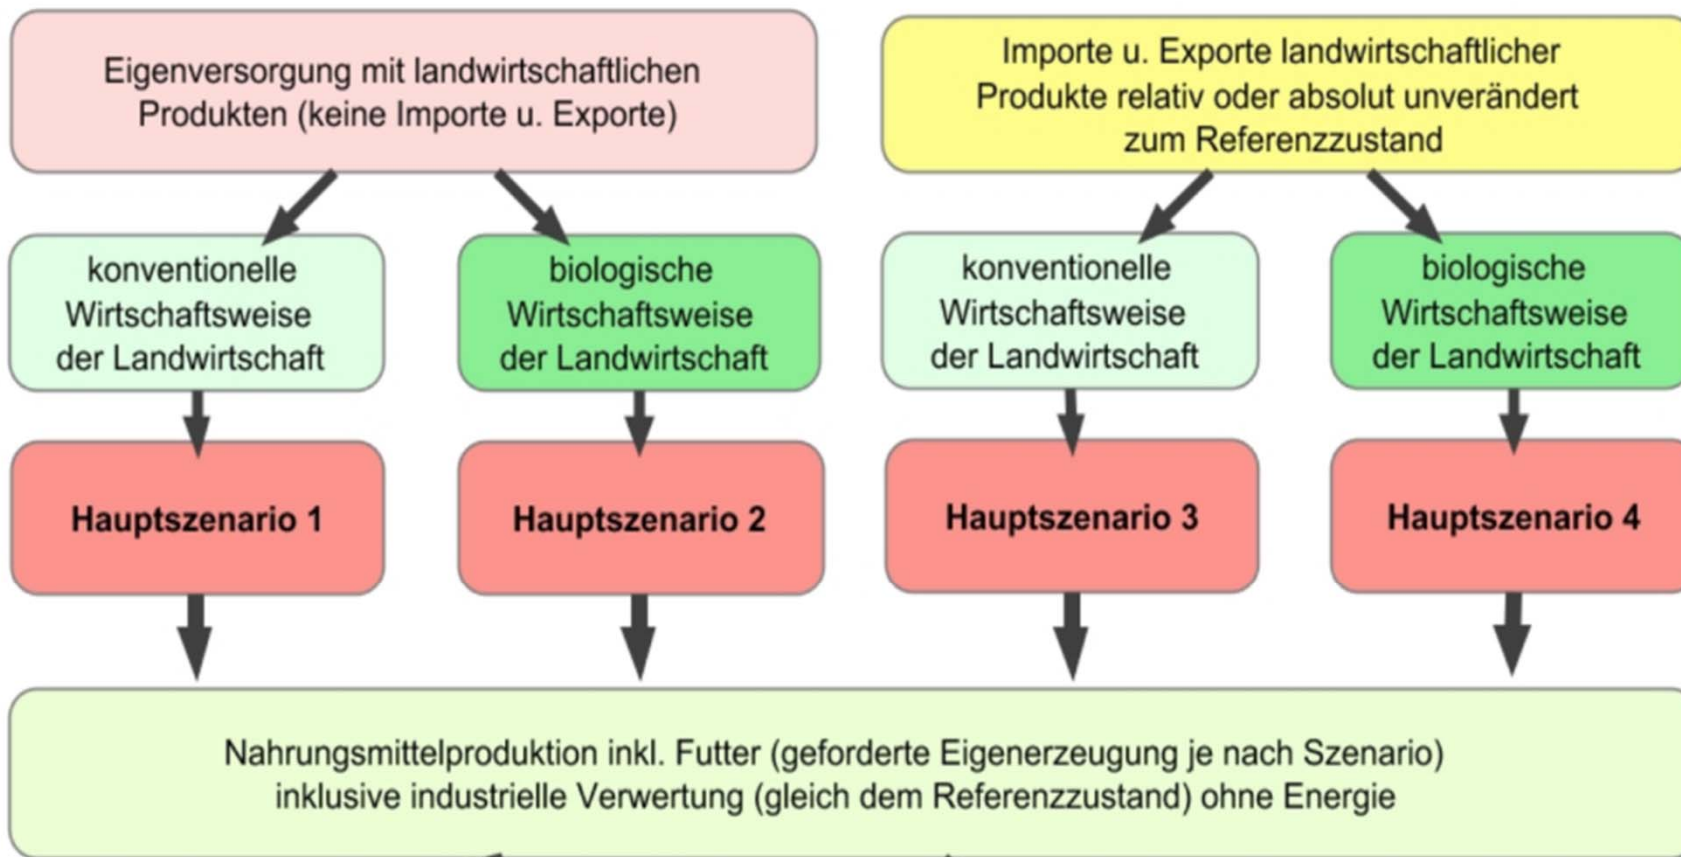 Eigenversorgung mit landwirtschaftlichen
Produkten (keine Importe u. Exporte)
Importe u. Exporte landwirtschaftlicher
Produkte relativ oder absolut unverändert
zum Referenzzustand
konventionelle
Wirtschaftsweise
der Landwirtschaft
biologische
Wirtschaftsweise
der Landwirtschaft
konventionelle
Wirtschaftsweise
der Landwirtschaft
biologische
Wirtschaftsweise
der Landwirtschaft
Hauptszenario 1
Hauptszenario 2
Hauptszenario 3
Hauptszenario 4
Nahrungsmittelproduktion inkl. Futter (geforderte Eigenerzeugung je nach Szenario)
inklusive industrielle Verwertung (gleich dem Referenzzustand) ohne Energie